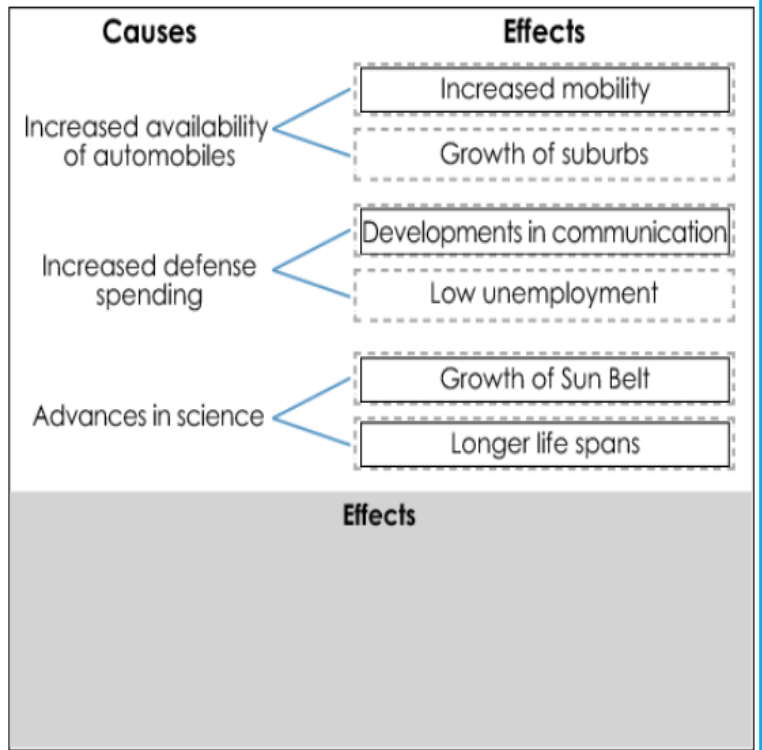 Causes
Effects
Increased availability
of automobiles
Increased mobility
Growth of suburbs
Increased defense
spending
Developments in communication
Low unemployment
Advances in science
Growth of Sun Belt
Longer life spans
Effects